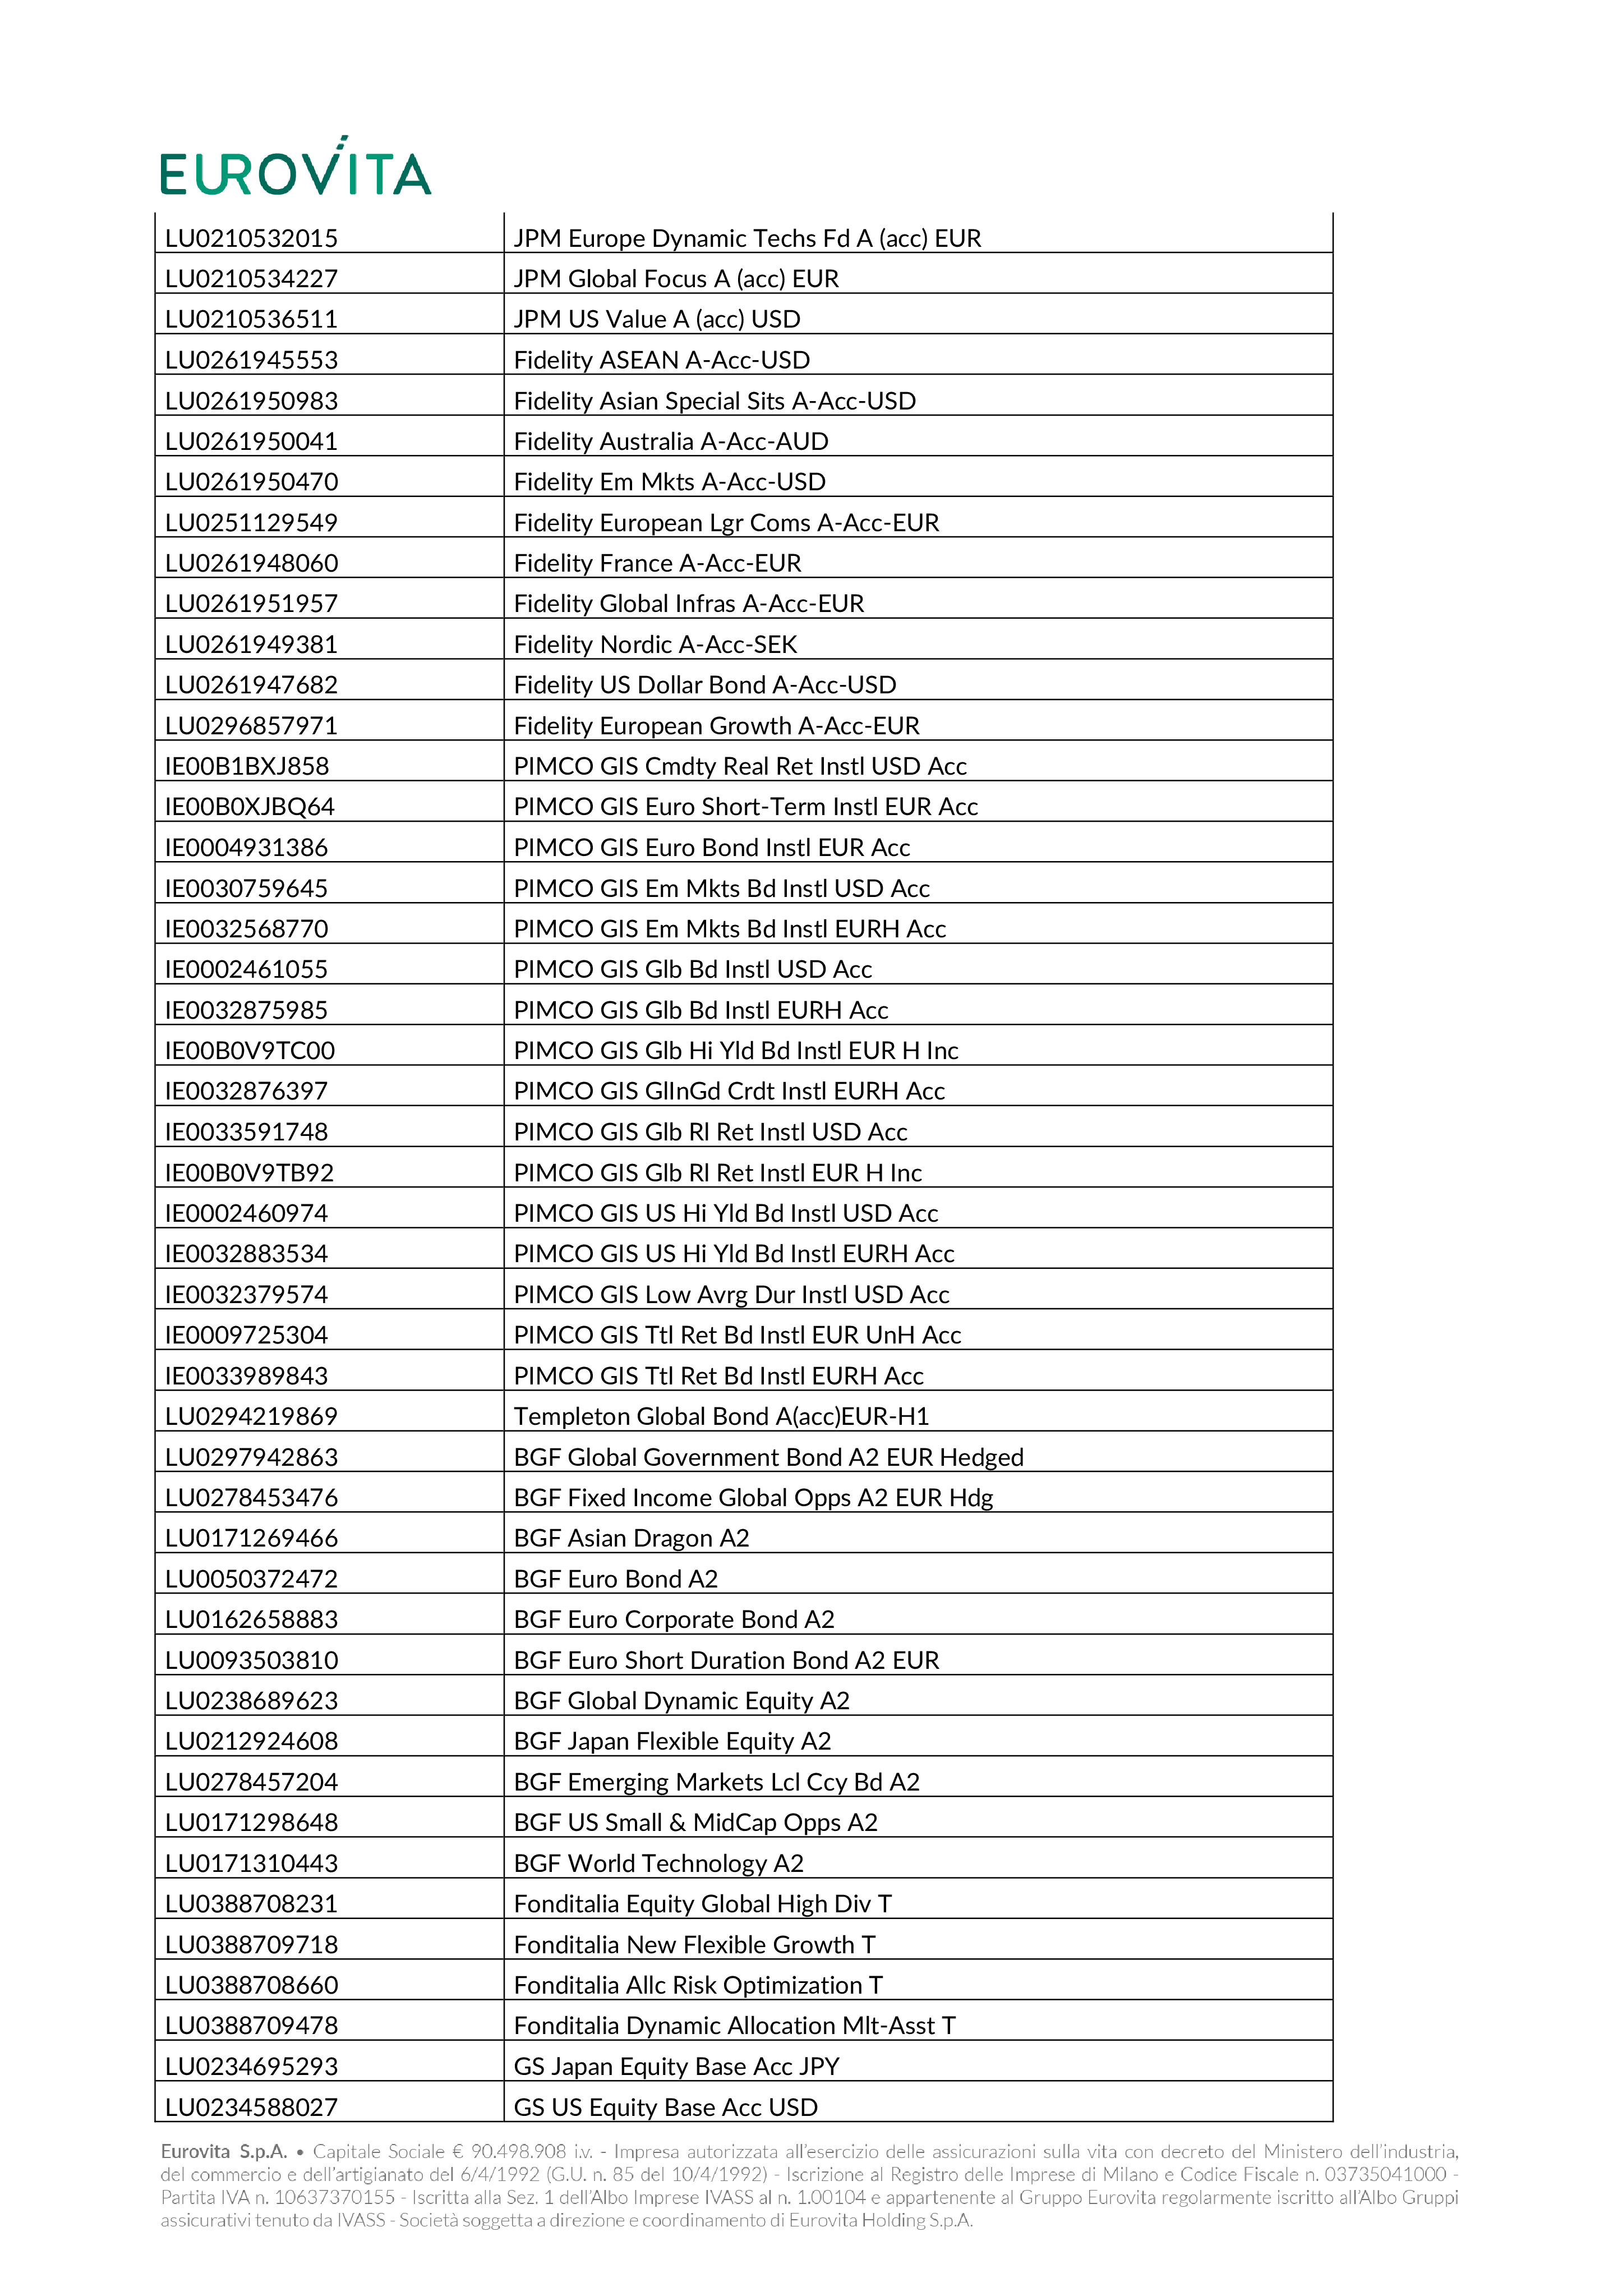 EUROVITA
LU0210532015 JPM Europe Dynamic Techs Fd A (acc) EUR
LU0210534227 JPM Global Focus A (acc) EUR
LU0210536511 JPM US Value A (acc) USD
LU0261945553 Fidelity ASEAN A-Acc-USD
LU0261950983 Fidelity Asian Special Sits A-Acc-USD
LU0261950041 Fidelity Australia A-Acc-AUD
LU0261950470 Fidelity Em Mkts A-Acc-USD
LU0251129549 Fidelity European Lgr Coms A-Acc-EUR
LU0261948060 Fidelity France A-Acc-EUR
LU0261951957 Fidelity Global Infras A-Acc-EUR
LU0261949381 Fidelity Nordic A-Acc-SEK
LU0261947682 Fidelity US Dollar Bond A-Acc-USD
LU0296857971 Fidelity European Growth A-Acc-EUR
IE00B1BXJ858 PIMCO GIS Cmdty Real Ret Instl USD Acc
IE00B0XJBQ64 PIMCO GIS Euro Short-Term Instl EUR Acc
IE0004931386 PIMCO GIS Euro Bond Instl EUR Acc
IE0030759645 PIMCO GIS Em Mkts Bd Instl USD Acc
IE0032568770 PIMCO GIS Em Mkts Bd Instl EURH Acc
IE0002461055 PIMCO GIS Glb Bd Instl USD Acc
IE0032875985 PIMCO GIS Glb Bd Instl EURH Acc
IE00B0V9TC00 PIMCO GIS Glb Hi Yld Bd Instl EUR H Inc
IE0032876397 PIMCO GIS GlInGd Crdt Instl EURH Acc
IE0033591748 PIMCO GIS Glb Rl Ret Instl USD Acc
IE00B0V9TB92 PIMCO GIS Glb Rl Ret Instl EUR H Inc
IE0002460974 PIMCO GIS US Hi Yld Bd Instl USD Acc
IE0032883534 PIMCO GIS US Hi Yld Bd Instl EURH Acc
IE0032379574 PIMCO GIS Low Avrg Dur Instl USD Acc
IE0009725304 PIMCO GIS Ttl Ret Bd Instl EUR UnH Acc
IE0033989843 PIMCO GIS Ttl Ret Bd Instl EURH Acc
LU0294219869 Templeton Global Bond A(acc)EUR-H1
LU0297942863 BGF Global Government Bond A2 EUR Hedged
LU0278453476 BGF Fixed Income Global Opps A2 EUR Hdg
LU0171269466 BGF Asian Dragon A2
LU0050372472 BGF Euro Bond A2
LU0162658883 BGF Euro Corporate Bond A2
LU0093503810 BGF Euro Short Duration Bond A2 EUR
LU0238689623 BGF Global Dynamic Equity A2
LU0212924608 BGF Japan Flexible Equity A2
LU0278457204 BGF Emerging Markets Lcl Ccy Bd A2
LU0171298648 BGF US Small & MidCap Opps A2
LU0171310443 BGF World Technology A2
LU0388708231 Fonditalia Equity Global High Div T
LU0388709718 Fonditalia New Flexible Growth T
LU0388708660 Fonditalia Allc Risk Optimization T
LU0388709478 Fonditalia Dynamic Allocation Mlt-Asst T
LU0234695293 GS Japan Equity Base Acc JPY
LU0234588027 GS US Equity Base Acc USD
Eurovita S.p.A. • Capitale Sociale € 90.498.908 i.v. - Impresa autorizzata all'esercizio delle assicurazioni sulla vita con decreto del Ministero dell'industria,
del commercio e dell'artigianato del 6/4/1992 (G.U. n. 85 del 10/4/1992) - Iscrizione al Registro delle Imprese di Milano e Codice Fiscale n. 03735041000 -
Partita IVA n. 10637370155 - Iscritta alla Sez. 1 dell'Albo Imprese IVASS al n. 1.00104 e appartenente al Gruppo Eurovita regolarmente iscritto all'Albo Gruppi
assicurativi tenuto da IVASS - Società soggetta a direzione e coordinamento di Eurovita Holding S.p.A.